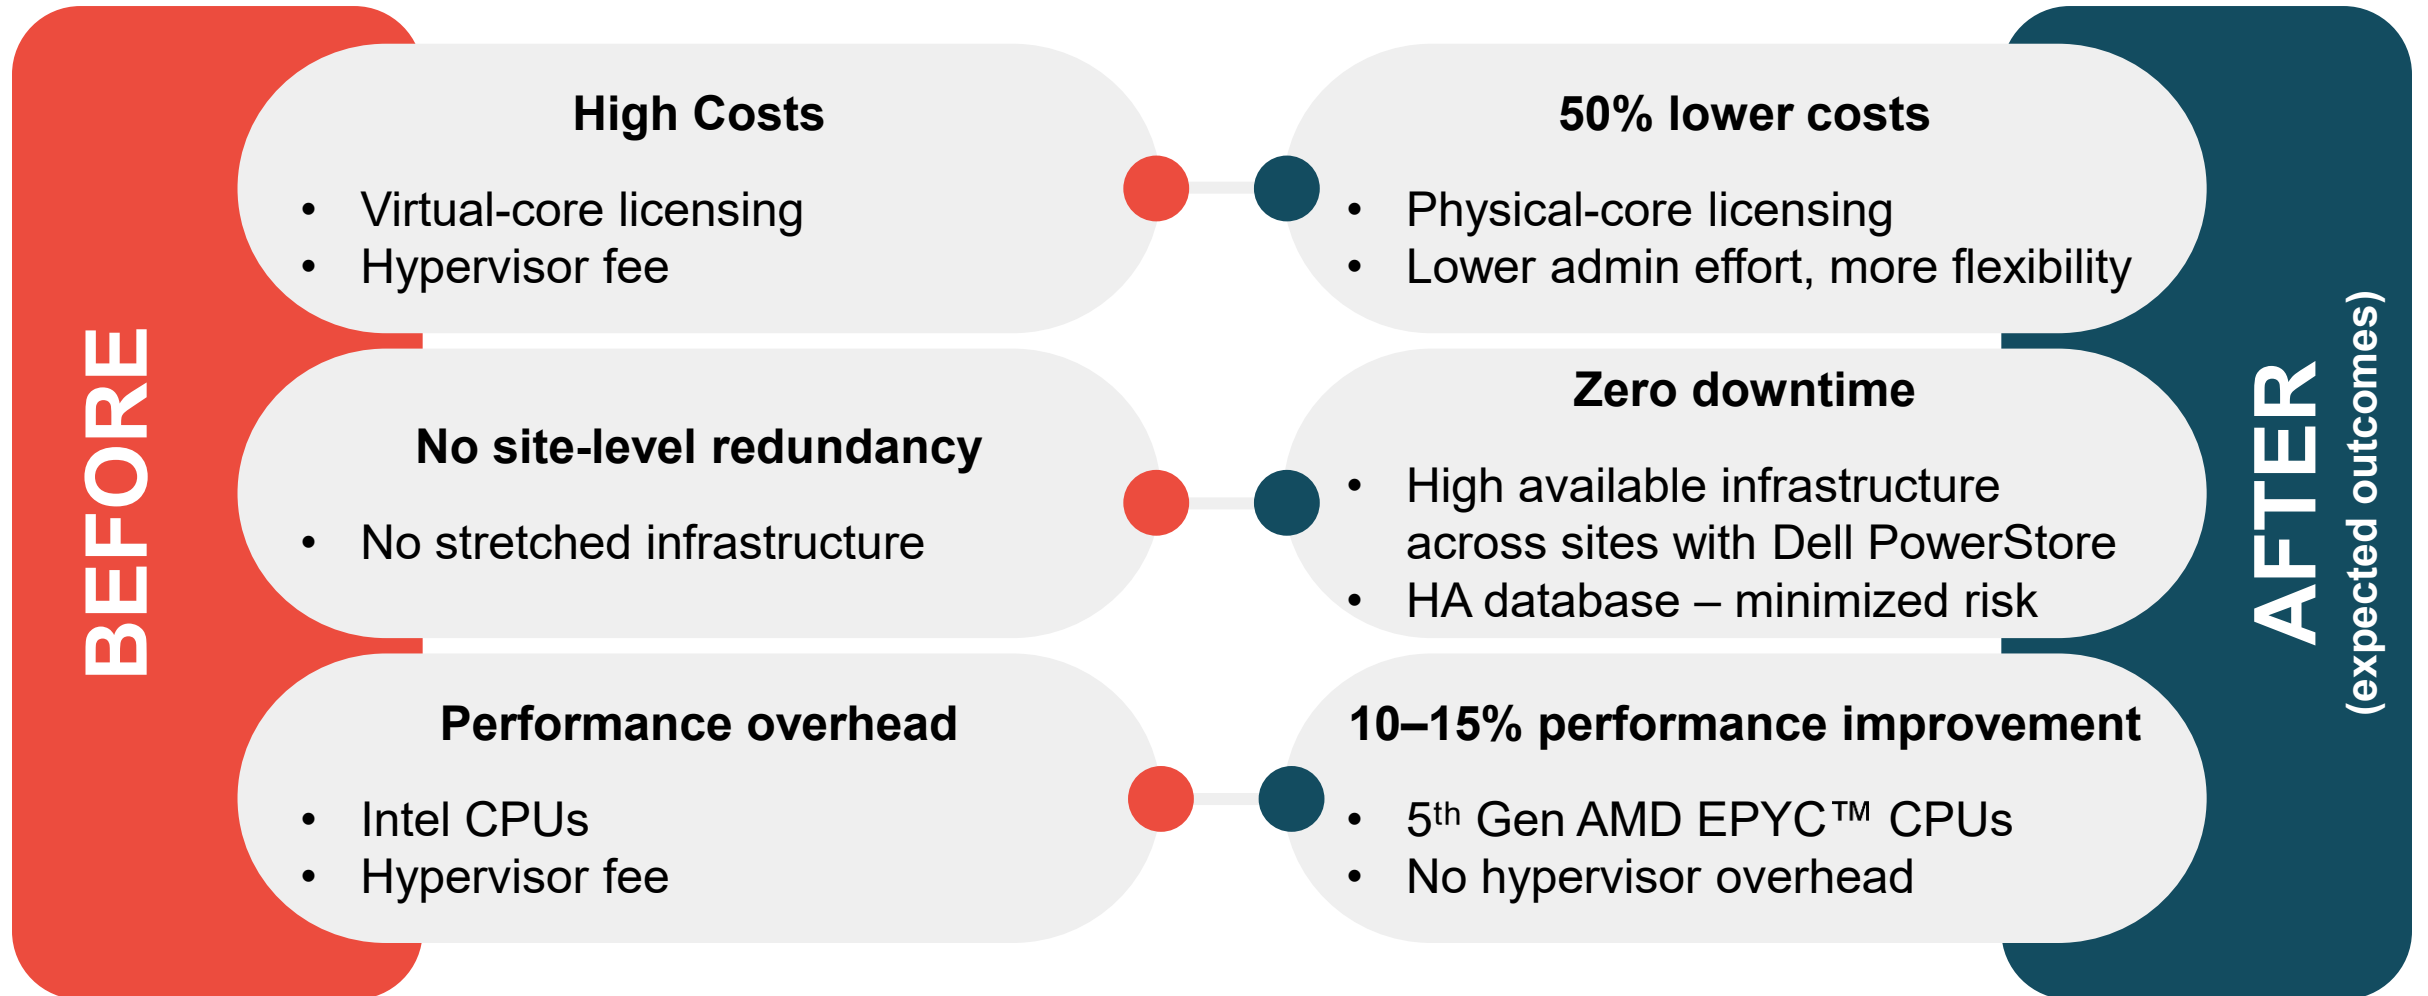 BEFORE
High Costs
• Virtual-core licensing
• Hypervisor fee
50% lower costs
• Physical-core licensing
• Lower admin effort, more flexibility
No site-level redundancy
• No stretched infrastructure
Zero downtime
• High available infrastructure
across sites with Dell PowerStore
• HA database – minimized risk
Performance overhead
• Intel CPUs
• Hypervisor fee
10–15% performance improvement
• 5th Gen AMD EPYC™ CPUs
• No hypervisor overhead
AFTER
(expected outcomes)